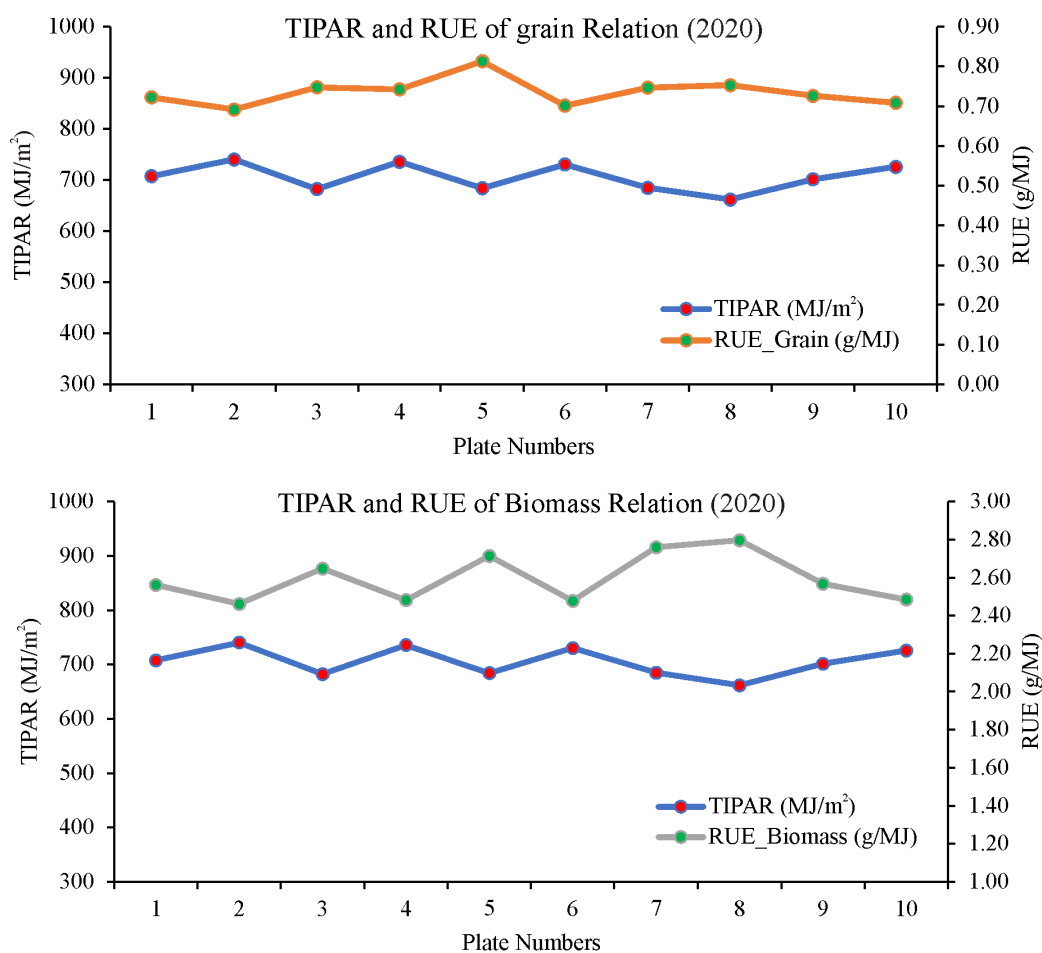 TIPAR and RUE of grain Relation (2020)
1000
900
800
700
600
500
400
300
TIPAR (MJ/m²)
0.90
0.80
0.70
0.60
0.50
0.40
0.30
0.20
0.10
0.00
RUE (g/MJ)
TIPAR (MJ/m²)
RUE_Grain (g/MJ)
1 2 3 4 5 6 7 8 9 10
Plate Numbers
TIPAR and RUE of Biomass Relation (2020)
1000
900
800
700
600
500
400
300
TIPAR (MJ/m²)
3.00
2.80
2.60
2.40
2.20
2.00
1.80
1.60
1.40
1.20
1.00
RUE (g/MJ)
TIPAR (MJ/m²)
RUE_Biomass (g/MJ)
1 2 3 4 5 6 7 8 9 10
Plate Numbers